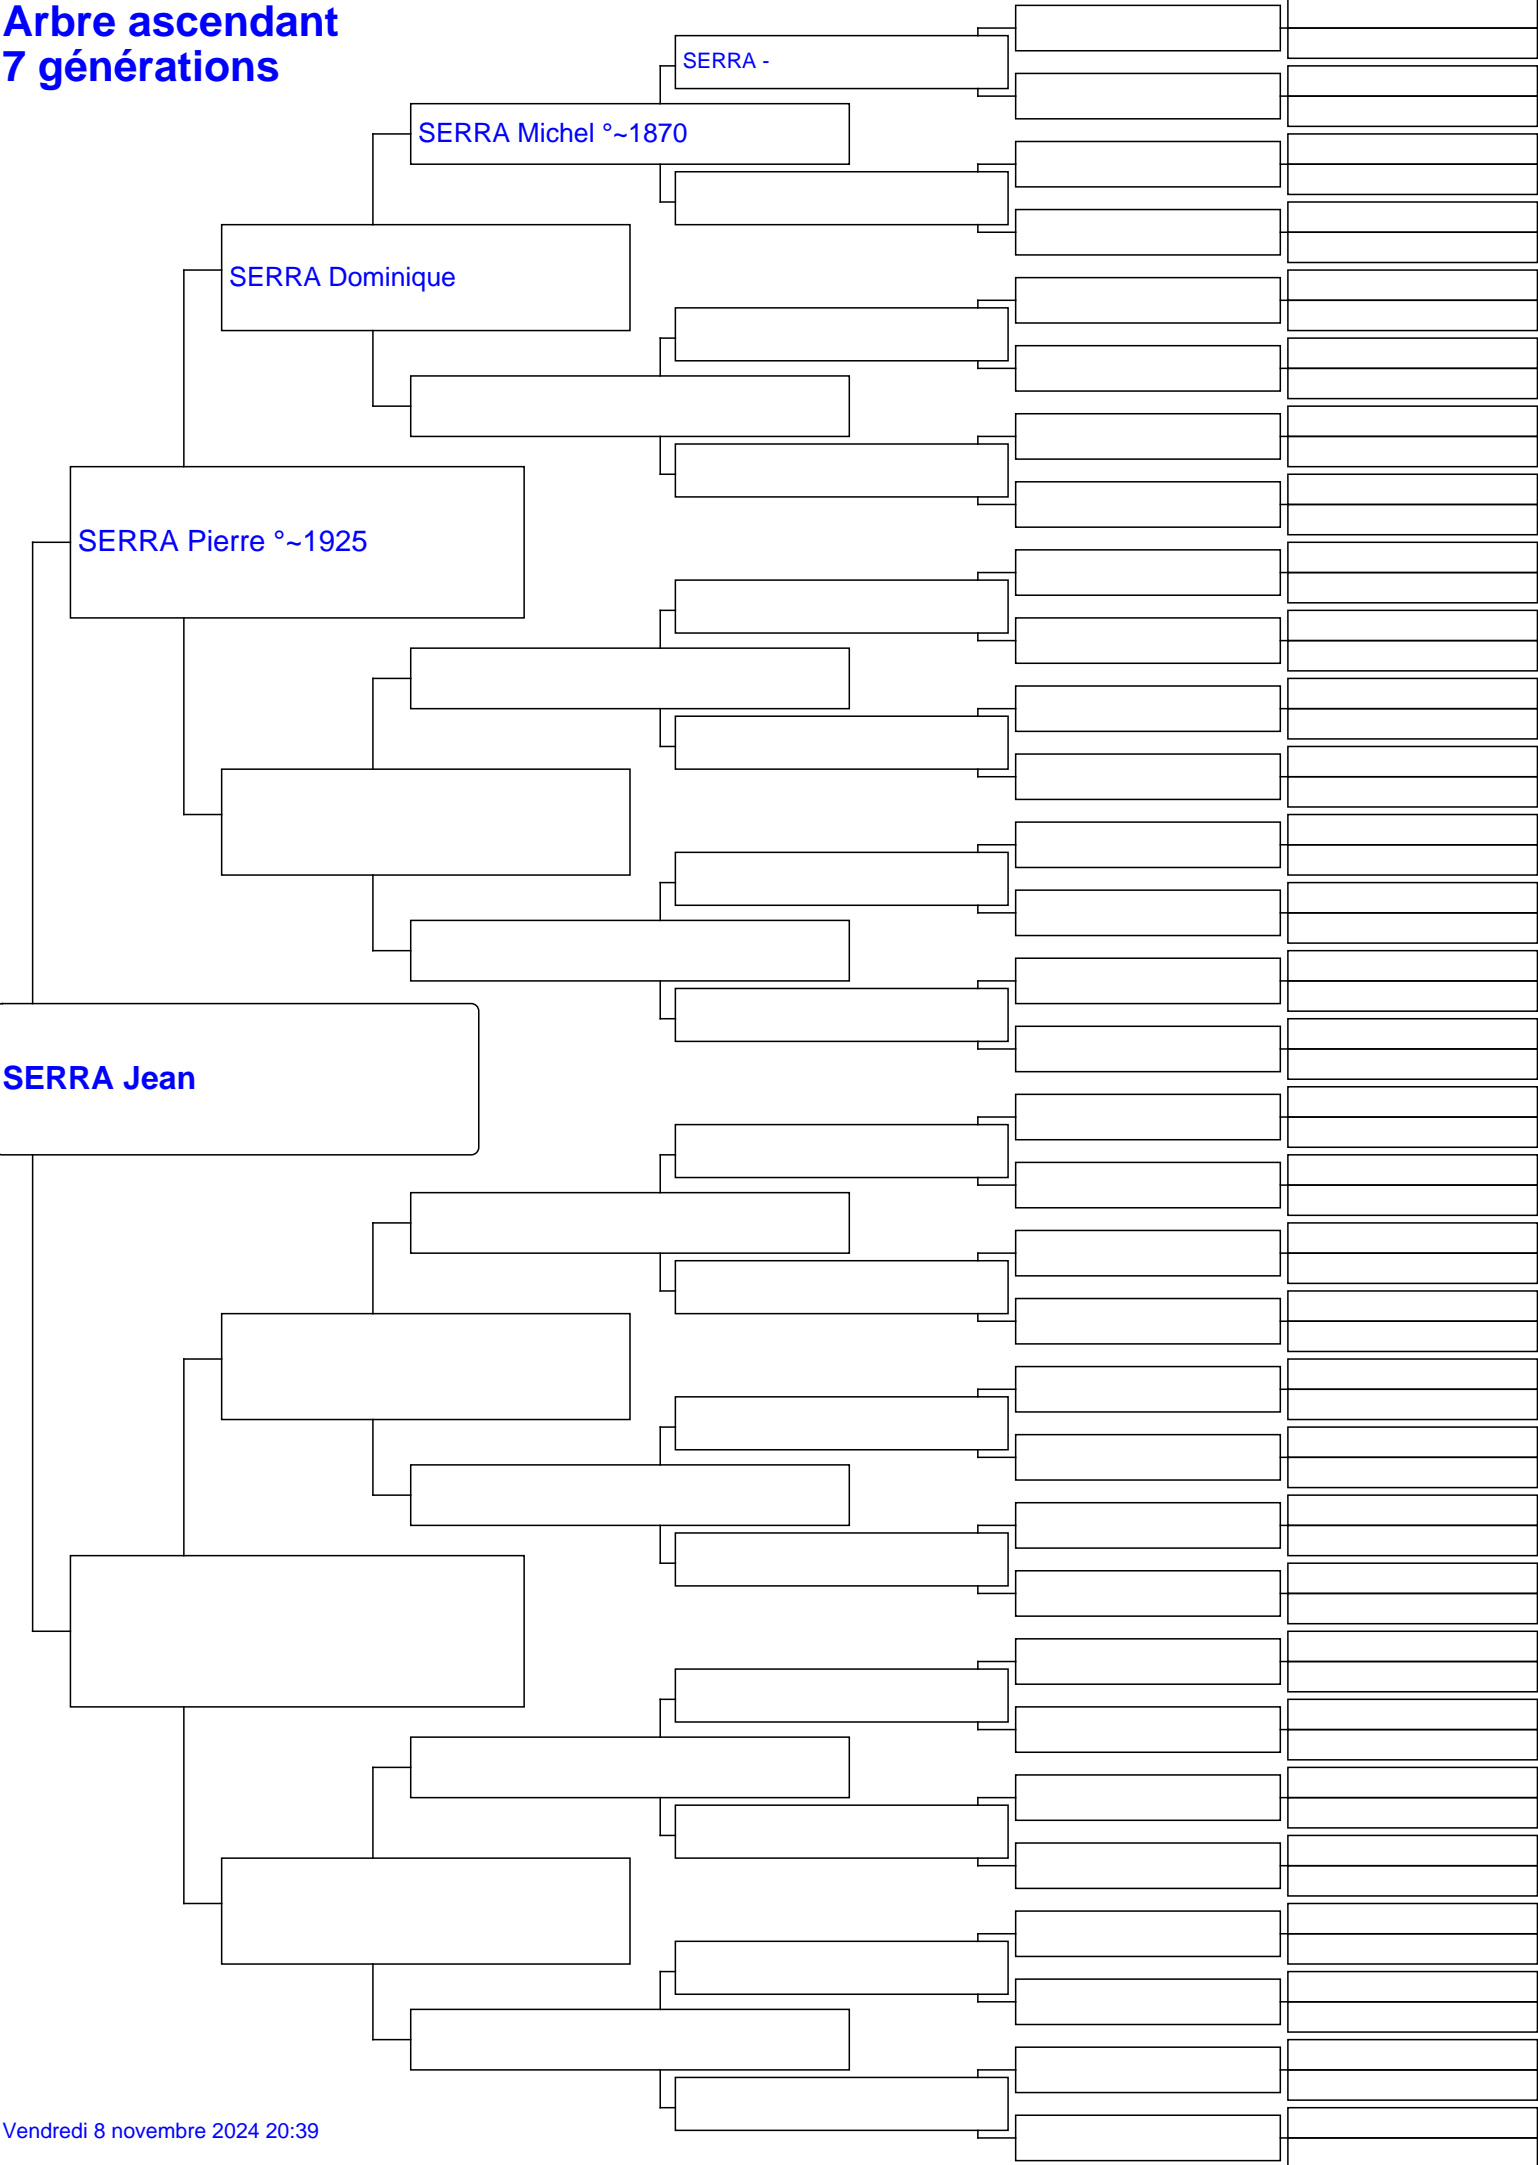 Arbre ascendant
7 générations
SERRA -
SERRA Michel °~1870
SERRA Dominique
SERRA Pierre °~1925
SERRA Jean
Vendredi 8 novembre 2024 20:39